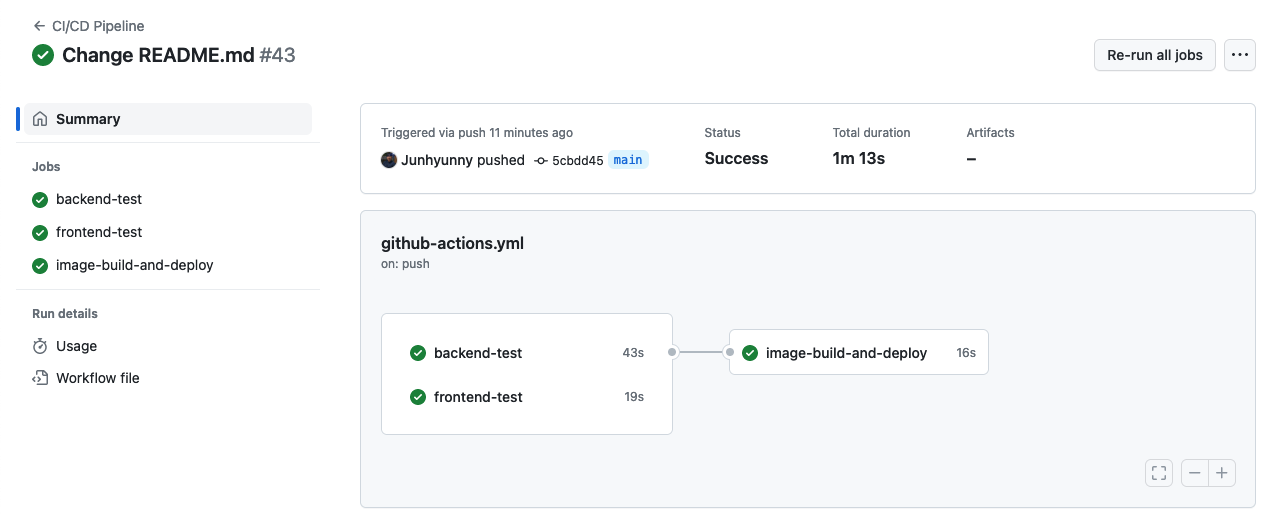 CI/CD Pipeline
Change README.md #43
Re-run all jobs
Summary
Jobs
backend-test
frontend-test
image-build-and-deploy
Run details
Usage
Workflow file
Triggered via push 11 minutes ago
Junhyunny pushed 5cbdd45 main
Status
Success
Total duration
1m 13s
Artifacts
–
github-actions.yml
on: push
backend-test 43s
frontend-test 19s
image-build-and-deploy 16s